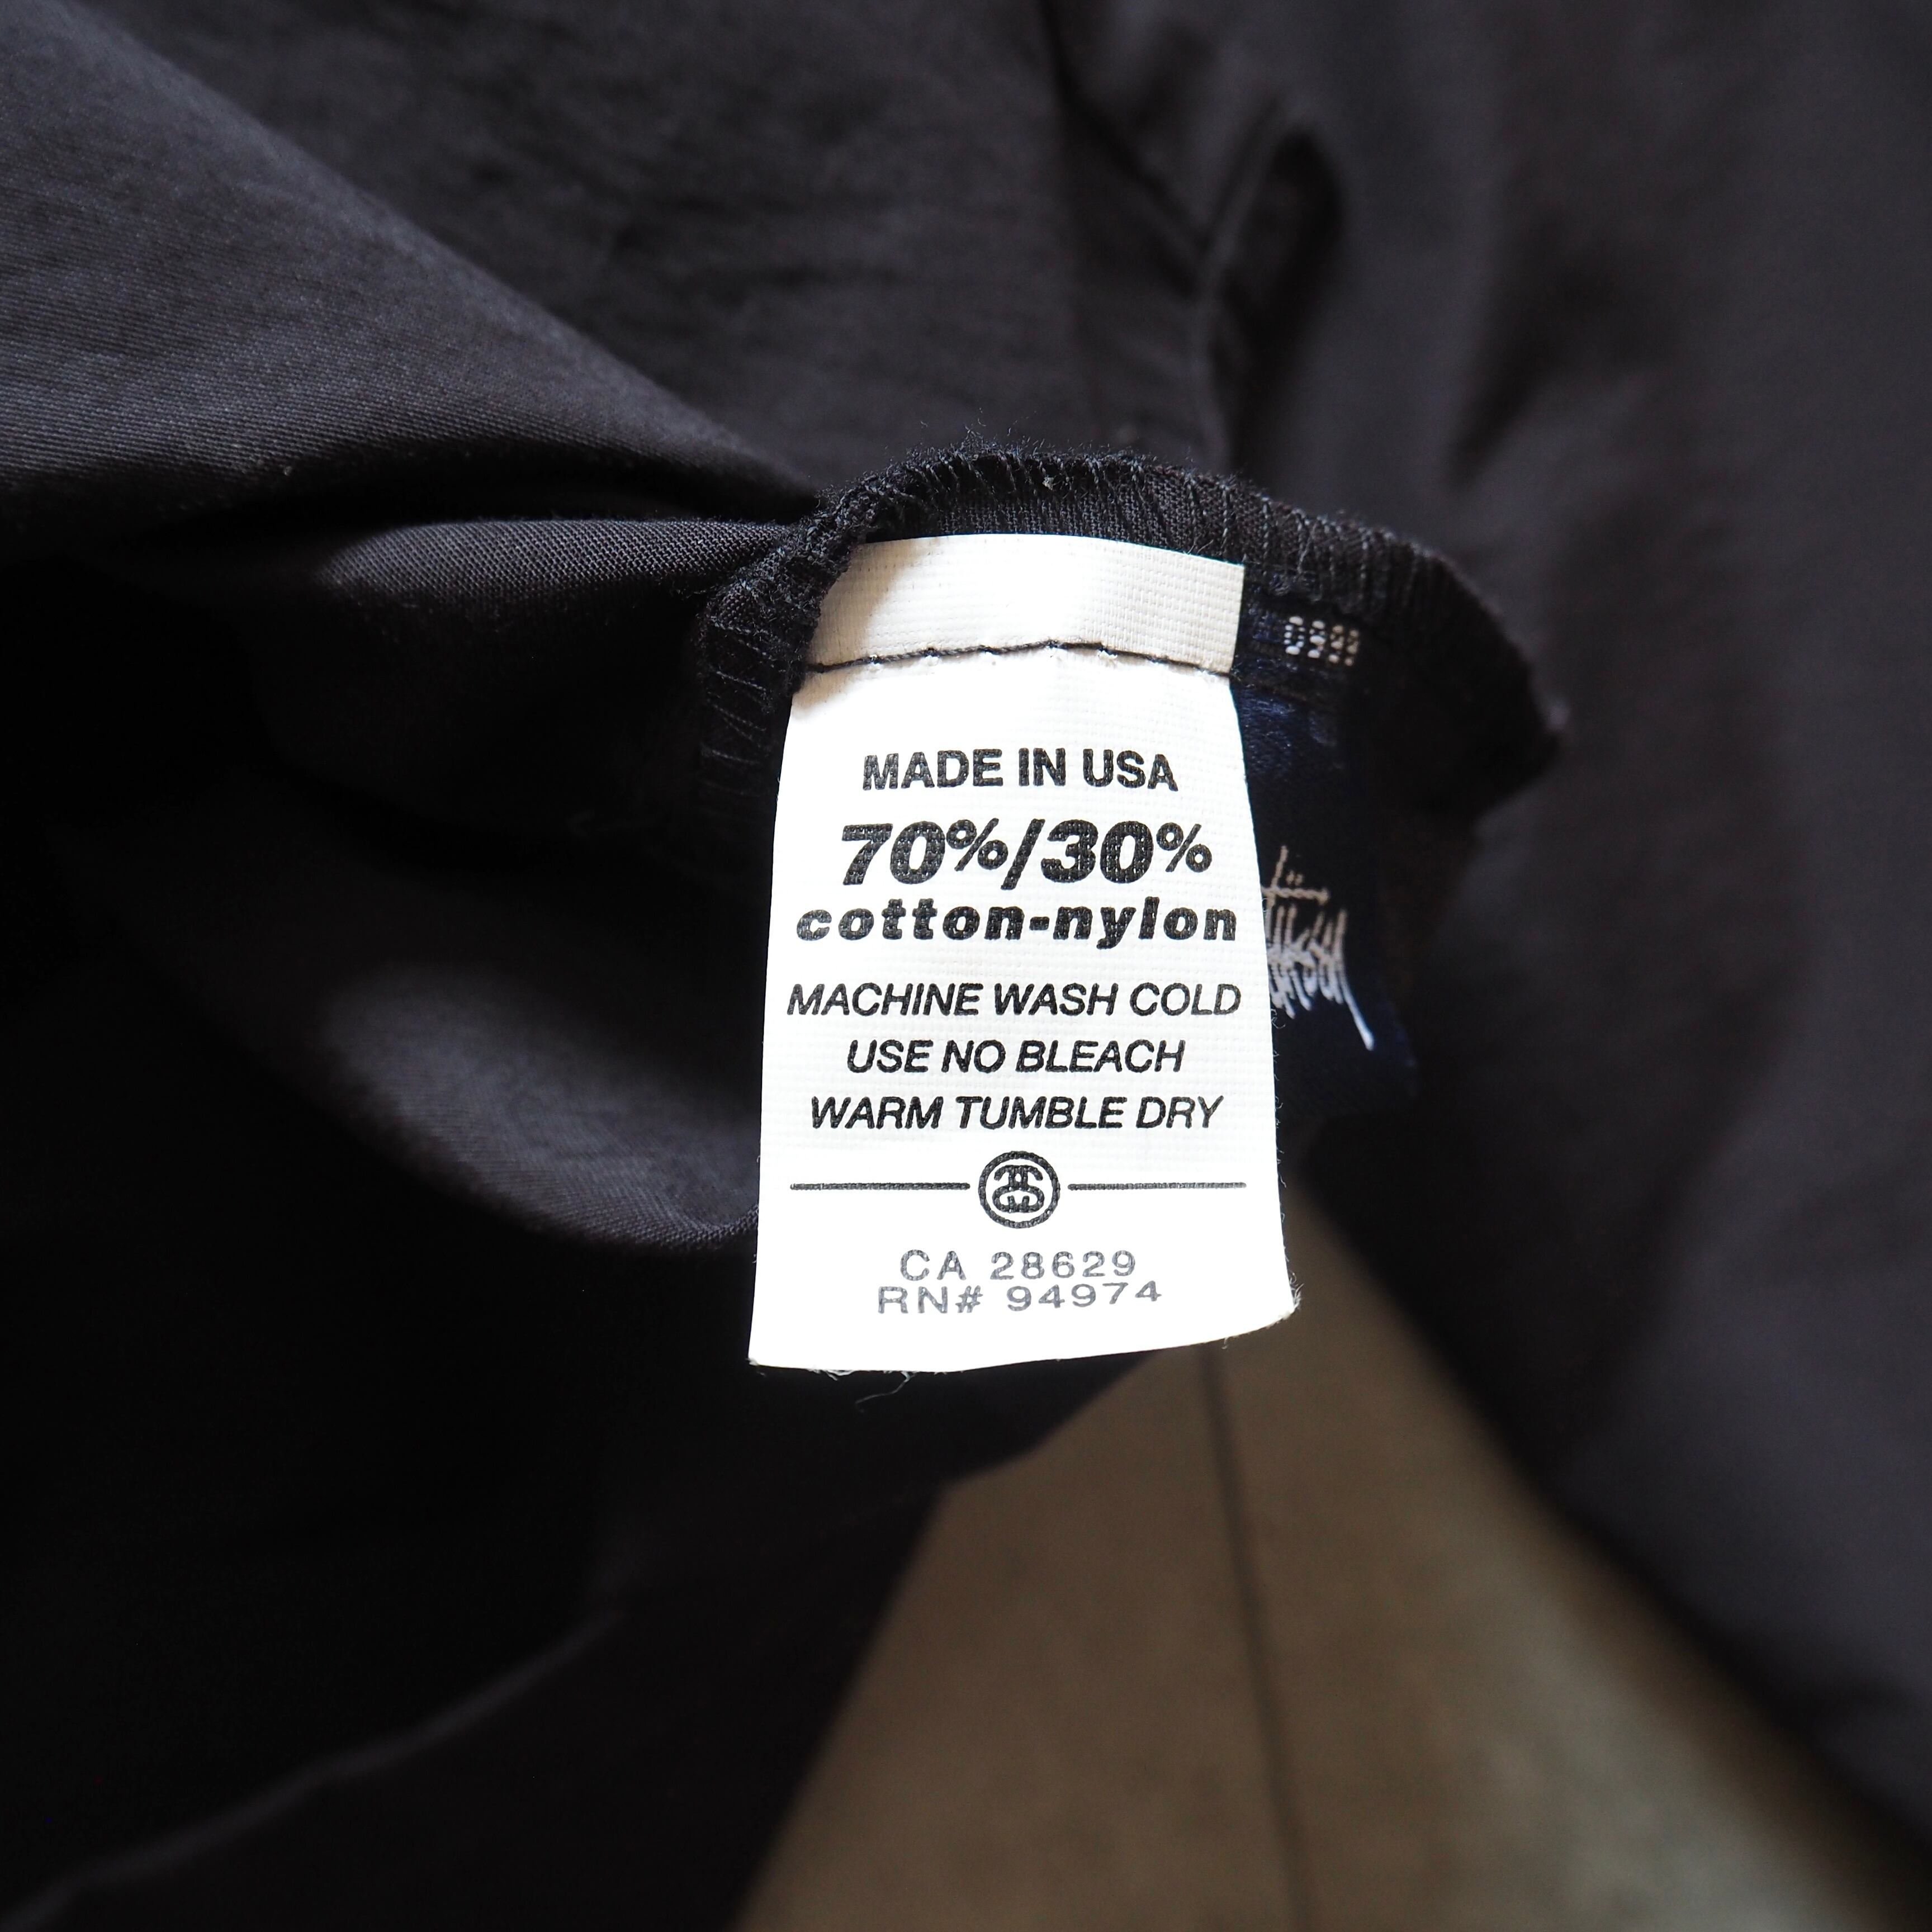 MADE IN USA
70%/30%
cotton-nylon
MACHINE WASH COLD
USE NO BLEACH
WARM TUMBLE DRY
CA 28629
RN# 94974